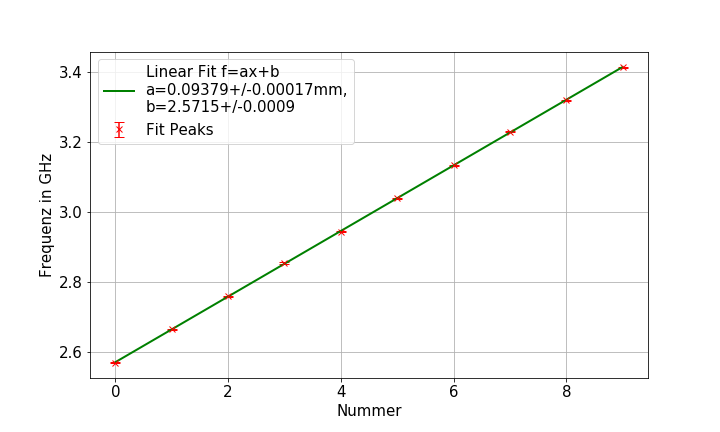 Linear Fit f=ax+b
a=0.09379+/-0.00017mm,
b=2.5715+/-0.0009
Fit Peaks
3.4
3.2
3.0
2.8
2.6
Frequenz in GHz
0 2 4 6 8
Nummer